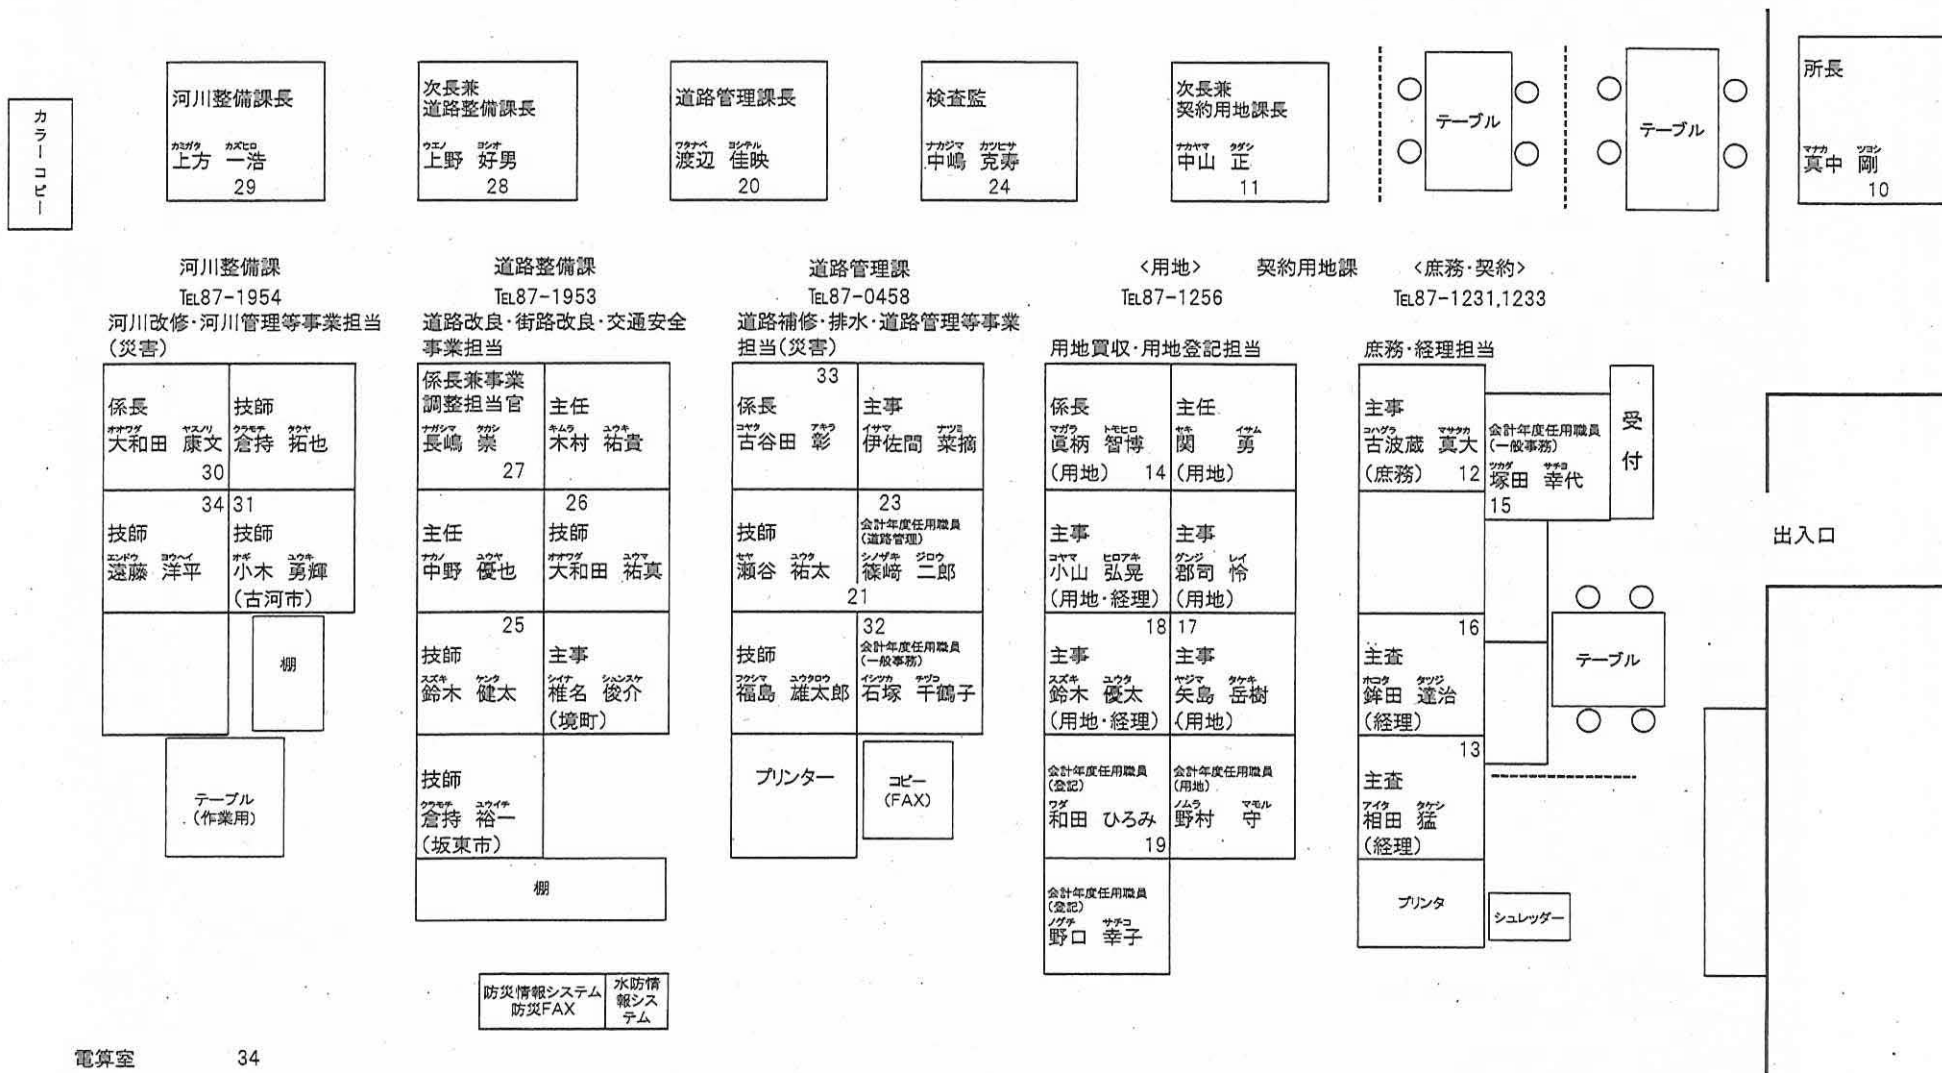 カラーコピー
河川整備課長
カミガタ カズヒロ
上方 一浩
29
次長兼
道路整備課長
ウエノ ヨシオ
上野 好男
28
道路管理課長
ワタナベ ヨシテル
渡辺 佳映
20
検査監
ナカジマ カツヒサ
中嶋 克寿
24
次長兼
契約用地課長
ナカヤマ タダシ
中山 正
11
テーブル
テーブル
所長
マナカ ツヨシ
真中 剛
10
河川整備課
TEL87-1954
河川改修・河川管理等事業担当
(災害)
係長
オオワダ ヤスノリ
大和田 康文
30
技師
クラモチ タクヤ
倉持 拓也
34
技師
エンドウ ヨウヘイ
遠藤 洋平
31
技師
オギ ユウキ
小木 勇輝
(古河市)
棚
テーブル
(作業用)
道路整備課
TEL87-1953
道路改良・街路改良・交通安全
事業担当
係長兼事業
調整担当官
ナガシマ タカシ
長嶋 崇
27
主任
キムラ ユウキ
木村 祐貴
主任
ナカノ ユウヤ
中野 優也
26
技師
オオワダ ユウマ
大和田 祐真
25
技師
スズキ ケンタ
鈴木 健太
主事
シイナ シュンスケ
椎名 俊介
(境町)
技師
クラモチ ユウイチ
倉持 裕一
(坂東市)
棚
防災情報システム
防災FAX
水防情
報シス
テム
道路管理課
TEL87-0458
道路補修・排水・道路管理等事業
担当(災害)
33
係長
コヤタ アキラ
古谷田 彰
主事
イサマ ナツミ
伊佐間 菜摘
技師
セヤ ユウタ
瀬谷 祐太
23
会計年度任用職員
(道路管理)
シノザキ ジロウ
篠﨑 二郎
21
技師
フクシマ ユウタロウ
福島 雄太郎
32
会計年度任用職員
(一般事務)
イシツカ チヅコ
石塚 千鶴子
プリンター
コピー
(FAX)
<用地> 契約用地課 <庶務・契約>
TEL87-1256
TEL87-1231,1233
用地買収・用地登記担当
係長
マガラ トモヒロ
眞柄 智博
(用地) 14
主任
セキ イサム
関 勇
(用地)
主事
コヤマ ヒロアキ
小山 弘晃
(用地・経理)
主事
グンジ レイ
郡司 怜
(用地)
18
主事
スズキ ユウタ
鈴木 優太
(用地・経理)
17
主事
ヤジマ タケキ
矢島 岳樹
(用地)
会計年度任用職員
(登記)
ワダ
和田 ひろみ
19
会計年度任用職員
(用地)
ノムラ マモル
野村 守
会計年度任用職員
(登記)
ノグチ サチコ
野口 幸子
庶務・経理担当
主事
コハグラ マサタカ
古波蔵 真大
(庶務) 12
会計年度任用職員
(一般事務)
ツカダ サチヨ
塚田 幸代
15
受付
16
主査
ホコタ タツジ
鉾田 達治
(経理)
13
主査
アイタ タケシ
相田 猛
(経理)
テーブル
プリンタ
シュレッダー
出入口
電算室 34